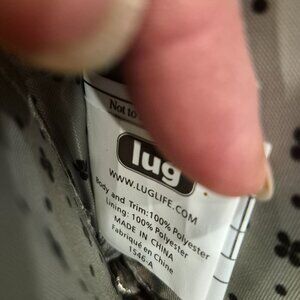 Not to
lug
WWW.LUGLIFE.COM
Body and Trim:100% Polyester
Lining: 100% Polyester
MADE IN CHINA
Fabriqué en Chine
1546-A